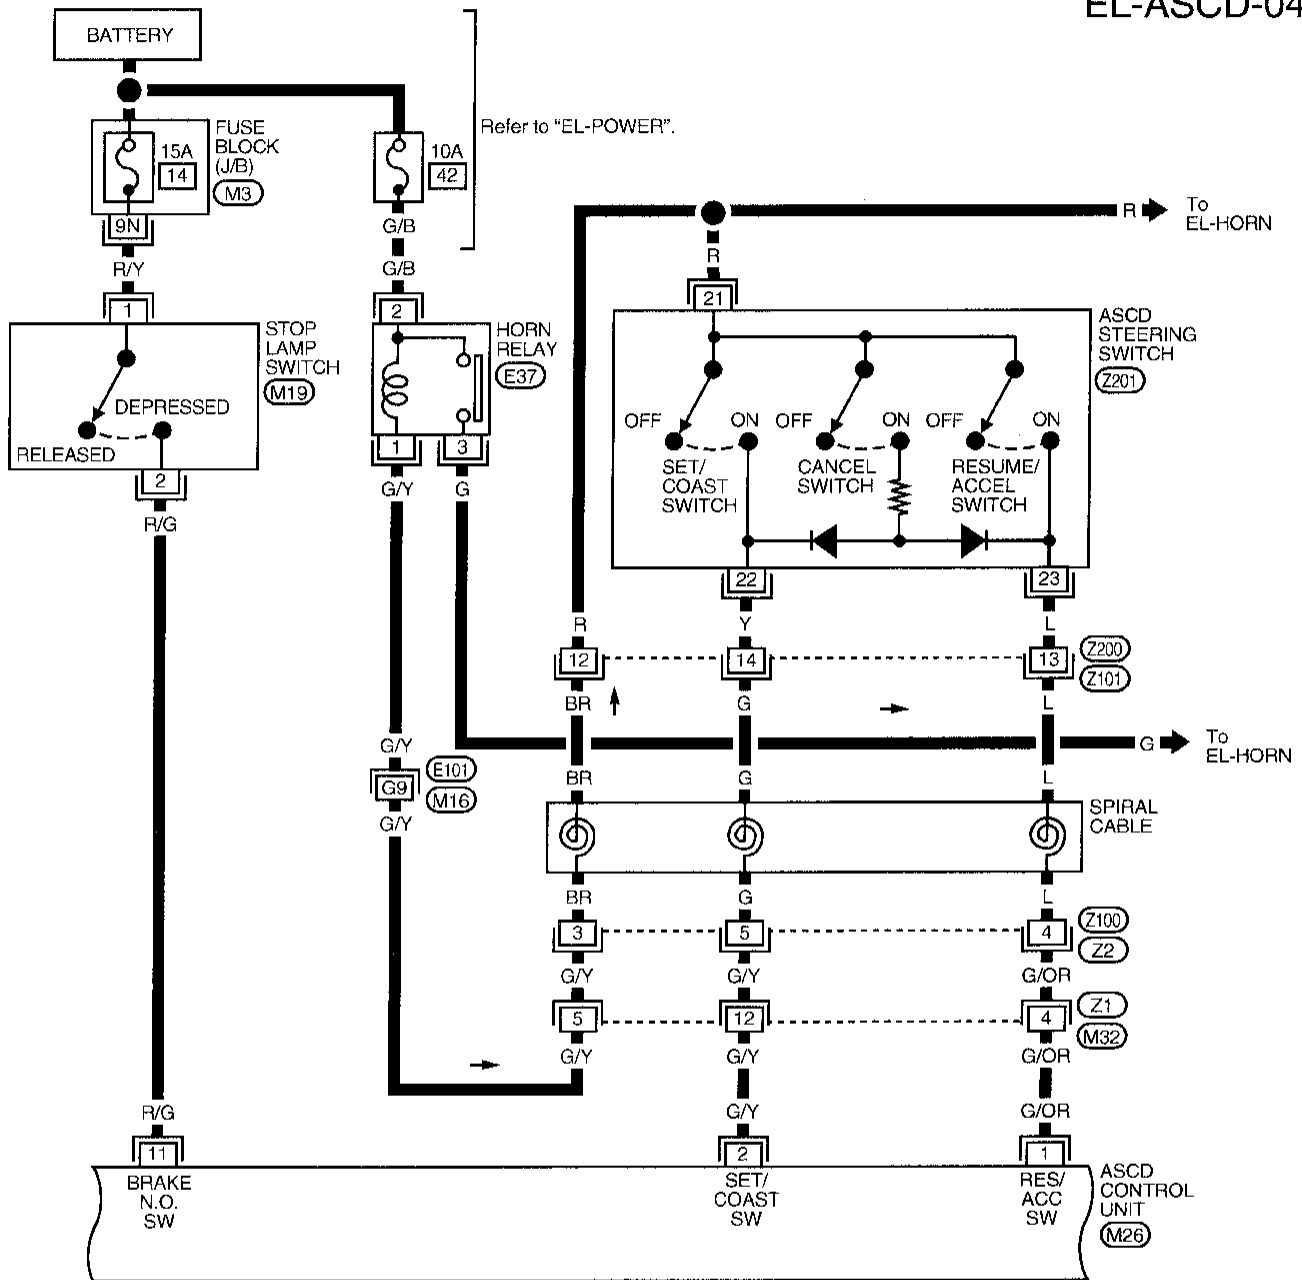 EL-ASCD-04
BATTERY
Refer to "EL-POWER".
FUSE
BLOCK
(J/B)
M3
15A
14
10A
42
9N
G/B
R/Y
G/B
R
To
EL-HORN
R
21
1
2
STOP
LAMP
SWITCH
M19
HORN
RELAY
E37
ASCD
STEERING
SWITCH
Z201
DEPRESSED
RELEASED
OFF
ON
OFF
ON
OFF
ON
SET/
COAST
SWITCH
CANCEL
SWITCH
RESUME/
ACCEL
SWITCH
2
1
3
R/G
G/Y
G
22
23
R
Y
L
12
14
13
Z200
Z101
BR
G
L
G/Y
G
To
EL-HORN
G9
E101
M16
BR
G
L
G/Y
SPIRAL
CABLE
BR
G
L
3
5
4
Z100
Z2
G/Y
G/Y
G/OR
5
12
4
Z1
M32
G/Y
G/Y
G/OR
R/G
G/Y
G/OR
11
2
1
BRAKE
N.O.
SW
SET/
COAST
SW
RES/
ACC
SW
ASCD
CONTROL
UNIT
M26